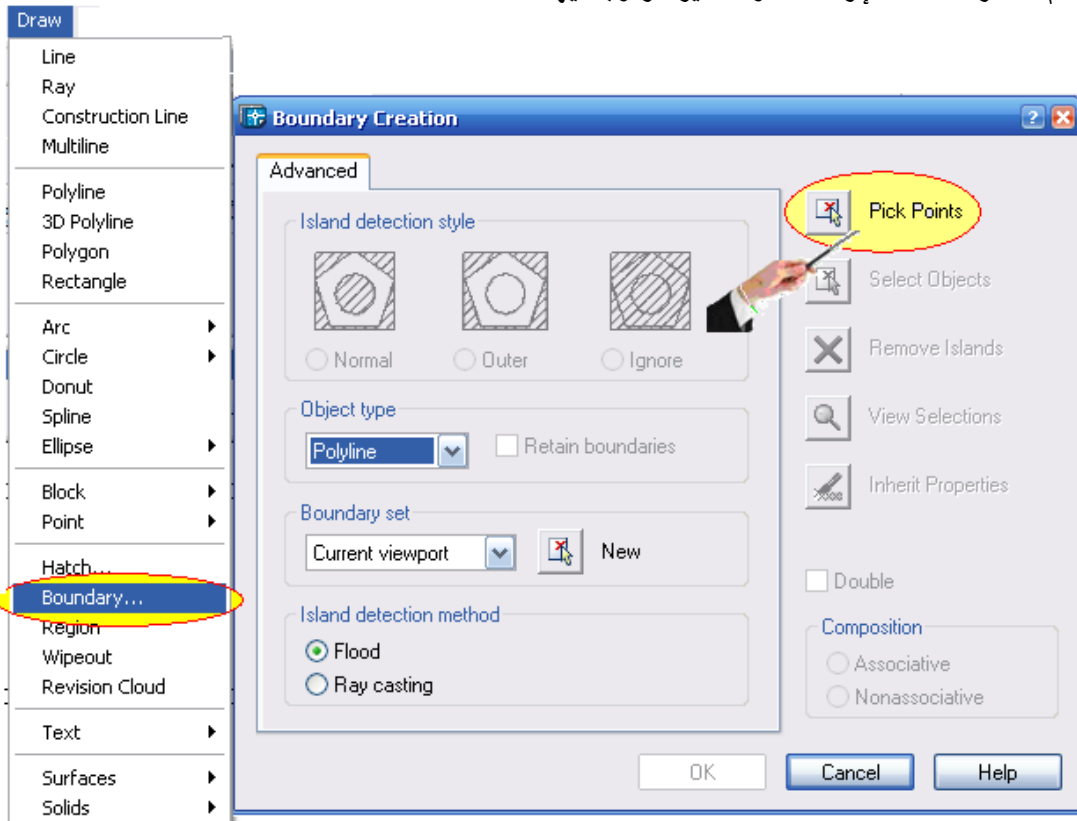 Draw
Line
Ray
Construction Line
Multiline
Polyline
3D Polyline
Polygon
Rectangle
Arc
Circle
Donut
Spline
Ellipse
Block
Point
Hatch...
Boundary...
Region
Wipeout
Revision Cloud
Text
Surfaces
Solids
Boundary Creation
Advanced
Island detection style
Normal
Outer
Ignore
Object type
Polyline
Retain boundaries
Boundary set
Current viewport
New
Island detection method
Flood
Ray casting
Pick Points
Select Objects
Remove Islands
View Selections
Inherit Properties
Double
Composition
Associative
Nonassociative
OK
Cancel
Help